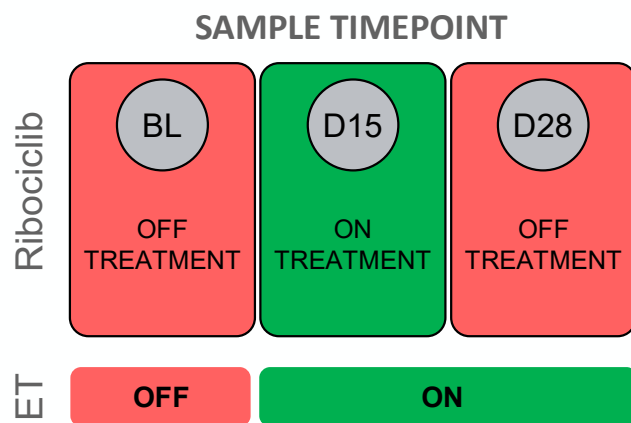 SAMPLE TIMEPOINT
Ribociclib
BL
D15
D28
OFF
TREATMENT
ON
TREATMENT
OFF
TREATMENT
ET
OFF
ON